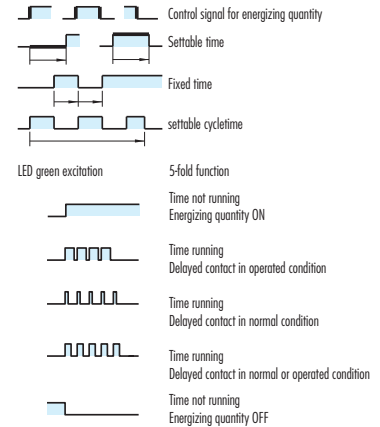 Control signal for energizing quantity
Settable time
Fixed time
settable cycletime
LED green excitation
5-fold function
Time not running
Energizing quantity ON
Time running
Delayed contact in operated condition
Time running
Delayed contact in normal condition
Time running
Delayed contact in normal or operated condition
Time not running
Energizing quantity OFF